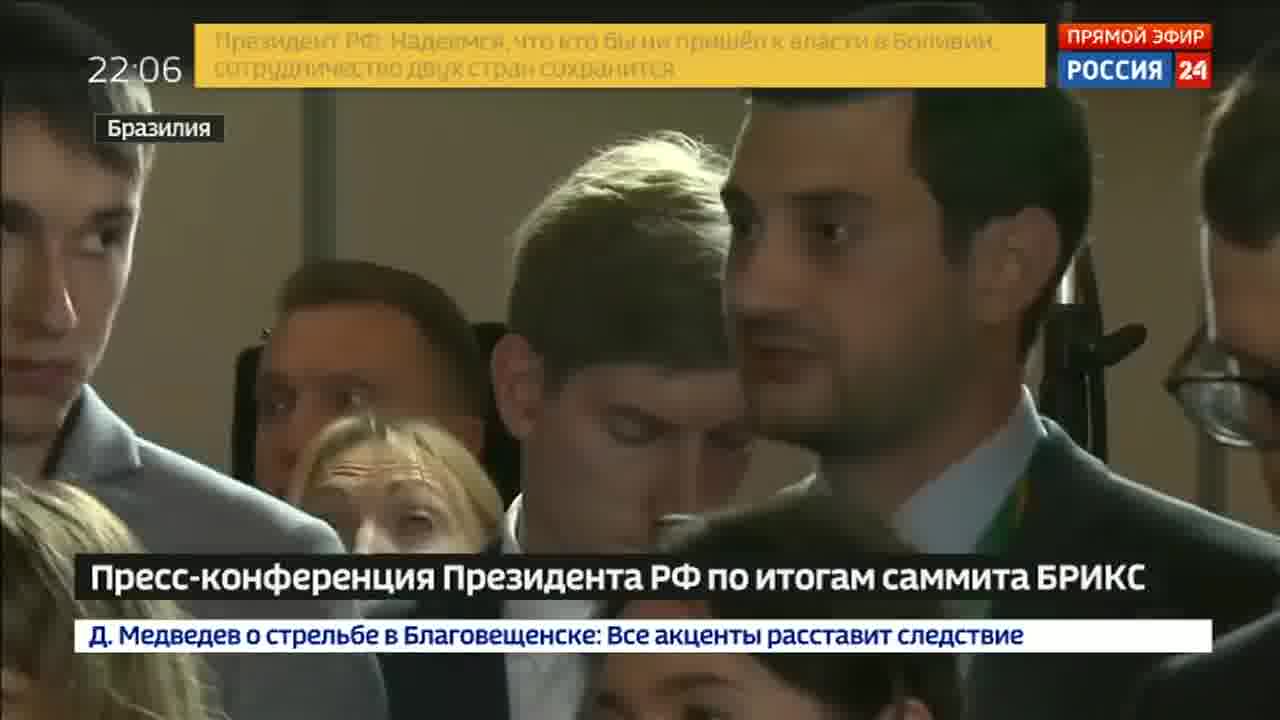 Президент РФ: Надеемся, что кто бы ни пришёл к власти в Боливии,
сотрудничество двух стран сохранится
ПРЯМОЙ ЭФИР
22:06
РОССИЯ 24
Бразилия
Пресс-конференция Президента РФ по итогам саммита БРИКС
Д. Медведев о стрельбе в Благовещенске: Все акценты расставит следствие